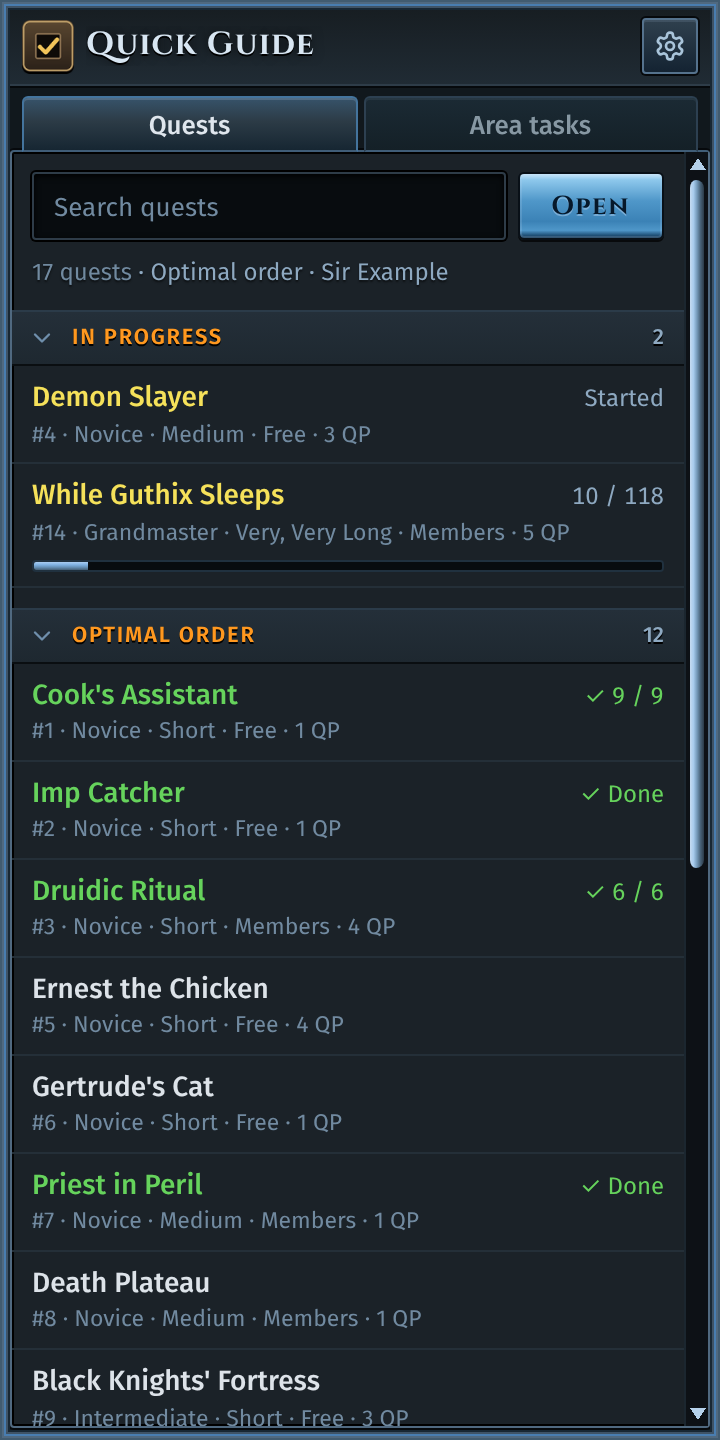 Quick Guide
Quests
Area tasks
Search quests
Open
17 quests · Optimal order · Sir Example
IN PROGRESS 2
Demon Slayer Started
#4 · Novice · Medium · Free · 3 QP
While Guthix Sleeps 10 / 118
#14 · Grandmaster · Very, Very Long · Members · 5 QP
OPTIMAL ORDER 12
Cook's Assistant ✓ 9 / 9
#1 · Novice · Short · Free · 1 QP
Imp Catcher ✓ Done
#2 · Novice · Short · Free · 1 QP
Druidic Ritual ✓ 6 / 6
#3 · Novice · Short · Members · 4 QP
Ernest the Chicken
#5 · Novice · Short · Free · 4 QP
Gertrude's Cat
#6 · Novice · Short · Free · 1 QP
Priest in Peril ✓ Done
#7 · Novice · Medium · Members · 1 QP
Death Plateau
#8 · Novice · Medium · Members · 1 QP
Black Knights' Fortress
#9 · Intermediate · Short · Free · 3 QP